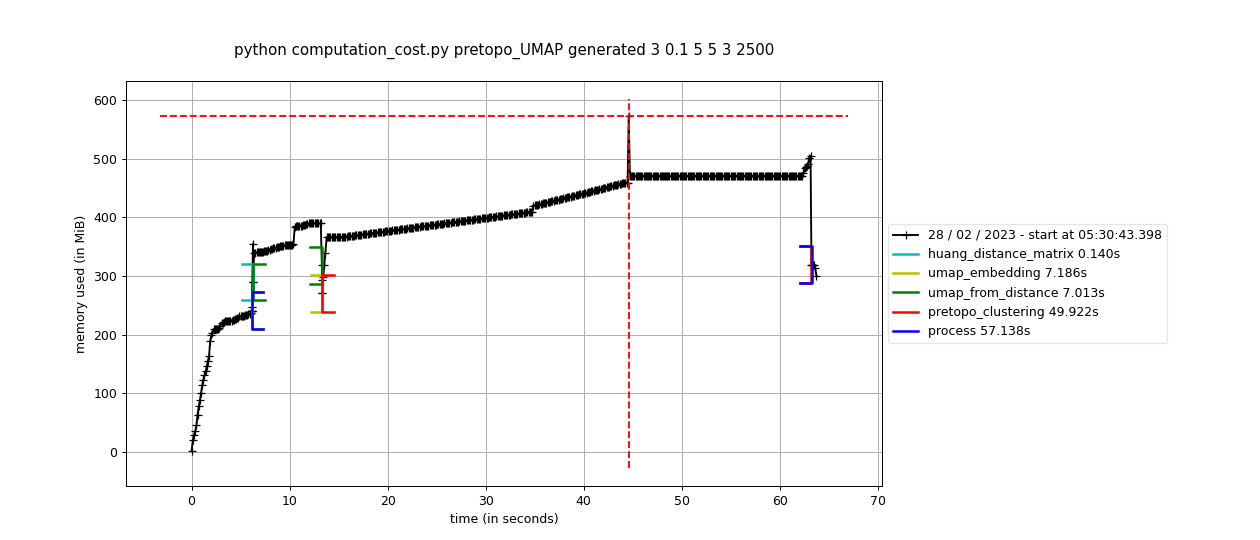 python computation_cost.py pretopo_UMAP generated 3 0.1 5 5 3 2500
600
500
400
300
200
100
0
memory used (in MiB)
0 10 20 30 40 50 60 70
time (in seconds)
28 / 02 / 2023 - start at 05:30:43.398
huang_distance_matrix 0.140s
umap_embedding 7.186s
umap_from_distance 7.013s
pretopo_clustering 49.922s
process 57.138s